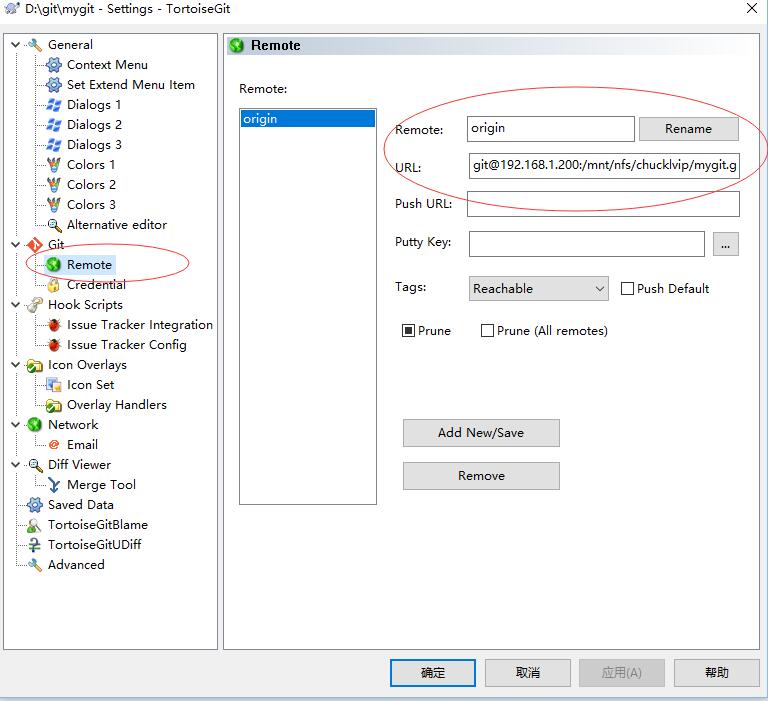 D:\git\mygit - Settings - TortoiseGit
General
Context Menu
Set Extend Menu Item
Dialogs 1
Dialogs 2
Dialogs 3
Colors 1
Colors 2
Colors 3
Alternative editor
Git
Remote
Credential
Hook Scripts
Issue Tracker Integration
Issue Tracker Config
Icon Overlays
Icon Set
Overlay Handlers
Network
Email
Diff Viewer
Merge Tool
Saved Data
TortoiseGitBlame
TortoiseGitUDiff
Advanced
Remote
Remote:
origin
Remote: origin Rename
URL: git@192.168.1.200:/mnt/nfs/chucklvip/mygit.g
Push URL:
Putty Key: ...
Tags: Reachable Push Default
Prune Prune (All remotes)
Add New/Save
Remove
确定 取消 应用(A) 帮助